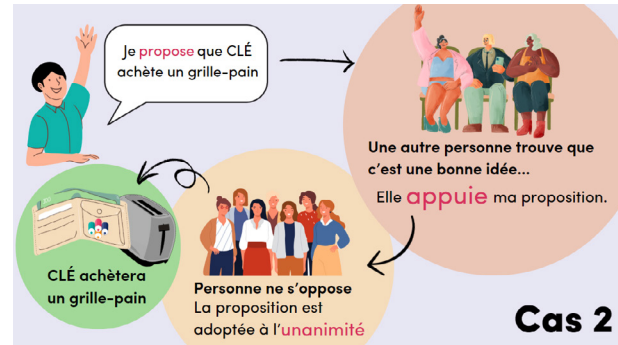 Je propose que CLÉ
achète un grille-pain
Une autre personne trouve que
c'est une bonne idée...
Elle appuie ma proposition.
Personne ne s'oppose
La proposition est
adoptée à l'unanimité
CLÉ achètera
un grille-pain
Cas 2